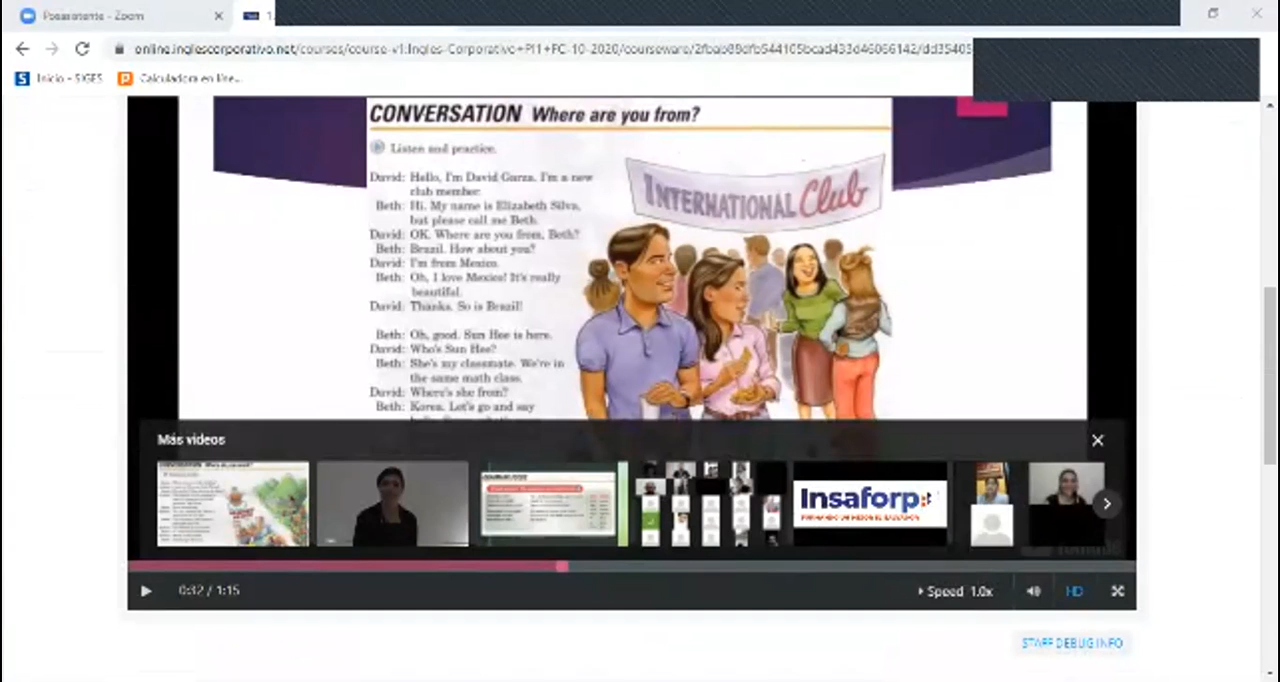 Posasistente - Zoom
online.inglescorporativo.net/courses/course-v1:Ingles-Corporativo+PI1+FC-10-2020/courseware/2fbab89dfb544105bcad433d46066142/dd35405
Inicio - SIGES
Calculadora en líne...
CONVERSATION Where are you from?
Listen and practice.
David: Hello, I'm David Garza. I'm a new
club member.
Beth: Hi. My name is Elizabeth Silva,
but please call me Beth.
David: OK. Where are you from, Beth?
Beth: Brazil. How about you?
David: I'm from Mexico.
Beth: Oh, I love Mexico! It's really
beautiful.
David: Thanks. So is Brazil!
Beth: Oh, good. Sun Hee is here.
David: Who's Sun Hee?
Beth: She's my classmate. We're in
the same math class.
David: Where's she from?
Beth: Korea. Let's go and say
INTERNATIONAL Club
Más videos
Insaforp
0:32 / 1:15
Speed 1.0x
HD
STAFF DEBUG INFO